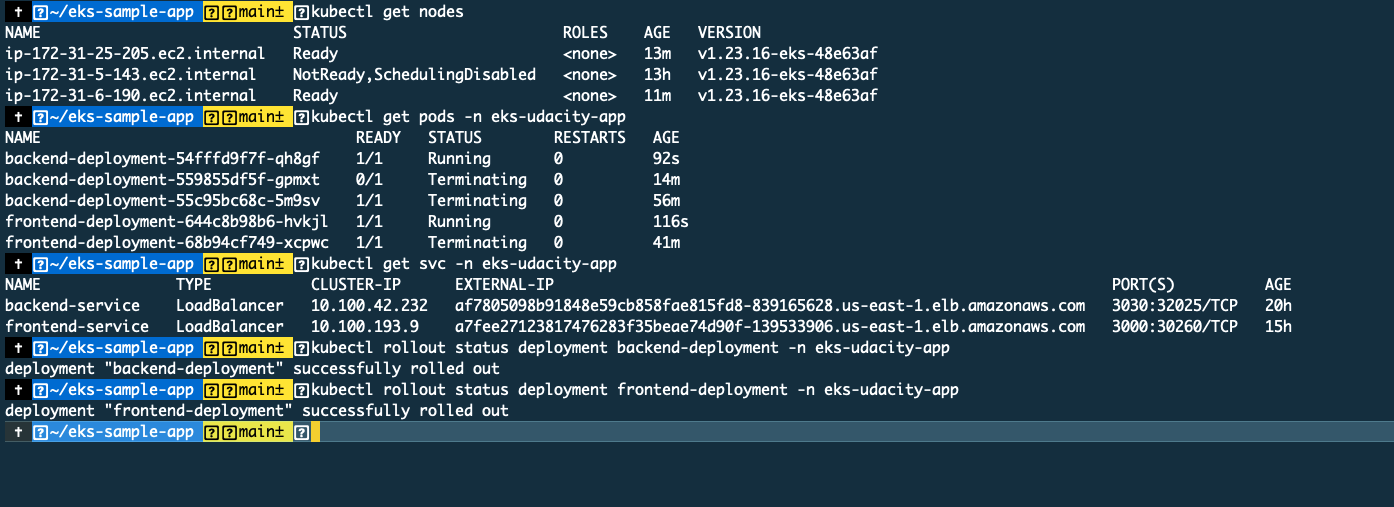 ✝ ?~/eks-sample-app ??main± ?kubectl get nodes
NAME STATUS ROLES AGE VERSION
ip-172-31-25-205.ec2.internal Ready <none> 13m v1.23.16-eks-48e63af
ip-172-31-5-143.ec2.internal NotReady,SchedulingDisabled <none> 13h v1.23.16-eks-48e63af
ip-172-31-6-190.ec2.internal Ready <none> 11m v1.23.16-eks-48e63af
✝ ?~/eks-sample-app ??main± ?kubectl get pods -n eks-udacity-app
NAME READY STATUS RESTARTS AGE
backend-deployment-54fffd9f7f-qh8gf 1/1 Running 0 92s
backend-deployment-559855df5f-gpmxt 0/1 Terminating 0 14m
backend-deployment-55c95bc68c-5m9sv 1/1 Terminating 0 56m
frontend-deployment-644c8b98b6-hvkjl 1/1 Running 0 116s
frontend-deployment-68b94cf749-xcpwc 1/1 Terminating 0 41m
✝ ?~/eks-sample-app ??main± ?kubectl get svc -n eks-udacity-app
NAME TYPE CLUSTER-IP EXTERNAL-IP PORT(S) AGE
backend-service LoadBalancer 10.100.42.232 af7805098b91848e59cb858fae815fd8-839165628.us-east-1.elb.amazonaws.com 3030:32025/TCP 20h
frontend-service LoadBalancer 10.100.193.9 a7fee27123817476283f35beae74d90f-139533906.us-east-1.elb.amazonaws.com 3000:30260/TCP 15h
✝ ?~/eks-sample-app ??main± ?kubectl rollout status deployment backend-deployment -n eks-udacity-app
deployment "backend-deployment" successfully rolled out
✝ ?~/eks-sample-app ??main± ?kubectl rollout status deployment frontend-deployment -n eks-udacity-app
deployment "frontend-deployment" successfully rolled out
✝ ?~/eks-sample-app ??main± ?